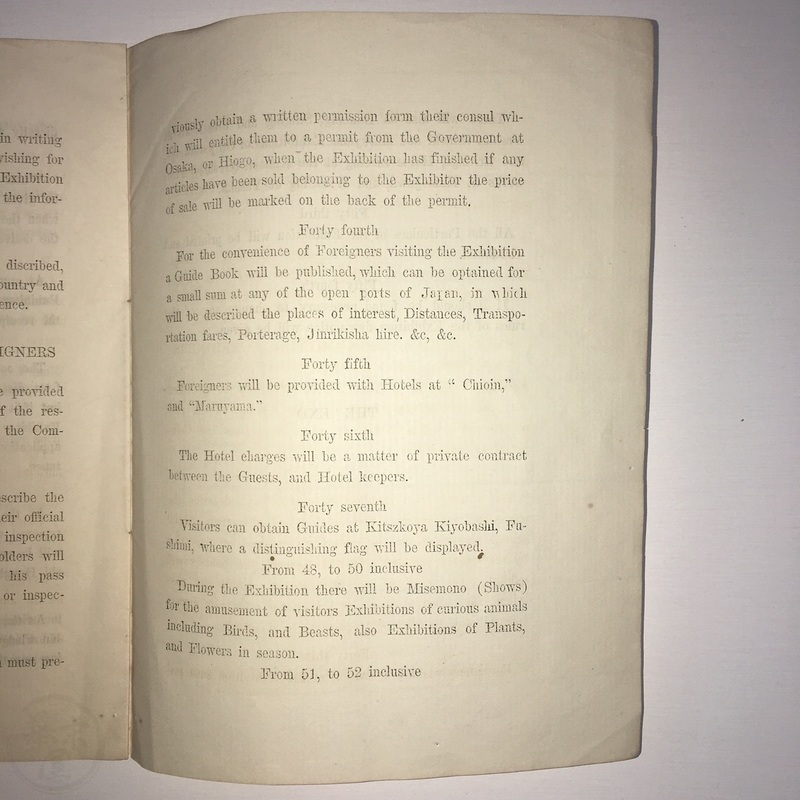 in writing
vishing for
Exhibition
the infor-
discribed,
ountry and
ence.
IGNERS
e provided
f the res-
the Com-
scribe the
eir official
inspection
olders will
his pass
or inspec-
must pre-
viously obtain a written permission form their consul wh-
ich will entitle them to a permit from the Government at
Osaka, or Hiogo, when the Exhibition has finished if any
articles have been sold belonging to the Exhibitor the price
of sale will be marked on the back of the permit.
Forty fourth
For the convenience of Foreigners visiting the Exhibition
a Guide Book will be published, which can be optained for
a small sum at any of the open ports of Japan, in which
will be described the places of interest, Distances, Transpo-
rtation fares, Porterage, Jinrikisha hire. &c, &c.
Forty fifth
Foreigners will be provided with Hotels at “ Chioin,”
and “Maruyama.”
Forty sixth
The Hotel charges will be a matter of private contract
between the Guests, and Hotel keepers.
Forty seventh
Visitors can obtain Guides at Kitszkoya Kiyobashi, Fu-
shimi, where a distinguishing flag will be displayed.
From 48, to 50 inclusive
During the Exhibition there will be Misemono (Shows)
for the amusement of visitors Exhibitions of curious animals
including Birds, and Beasts, also Exhibitions of Plants,
and Flowers in season.
From 51, to 52 inclusive